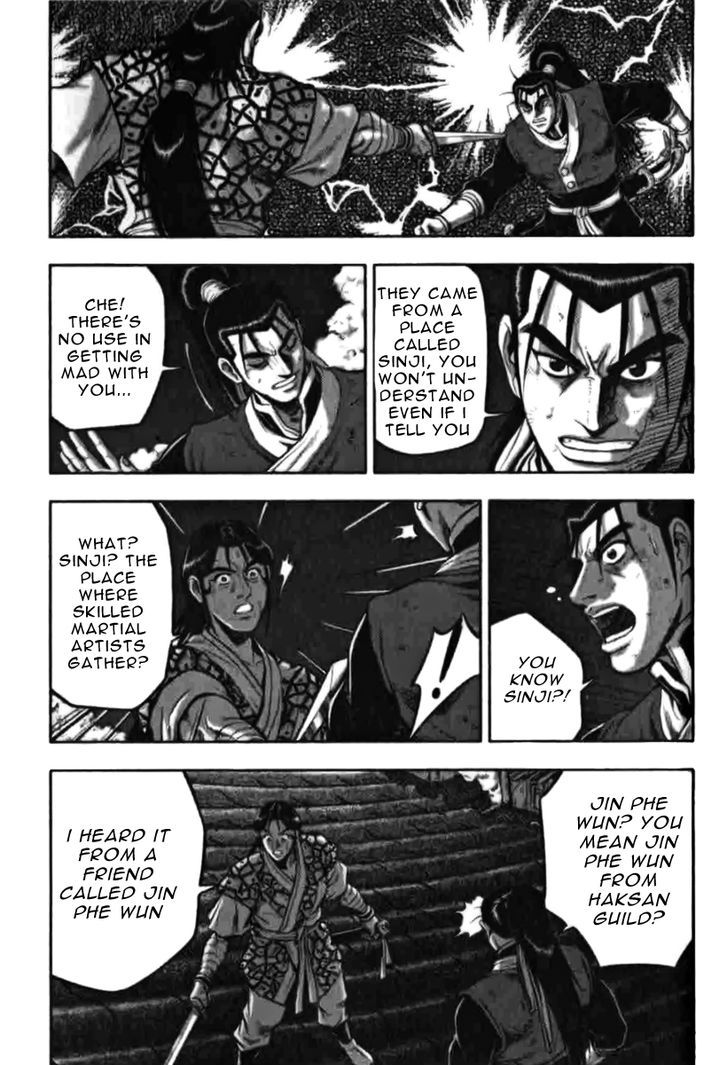 CHE!
THERE'S
NO USE IN
GETTING
MAD WITH
YOU...
THEY CAME
FROM A
PLACE
CALLED
SINJI, YOU
WON'T UN-
DERSTAND
EVEN IF I
TELL YOU
WHAT?
SINJI? THE
PLACE
WHERE
SKILLED
MARTIAL
ARTISTS
GATHER?
!
YOU
KNOW
SINJI?!
I HEARD IT
FROM A
FRIEND
CALLED JIN
PHE WUN
JIN PHE
WUN? YOU
MEAN JIN
PHE WUN
FROM
HAKSAN
GUILD?